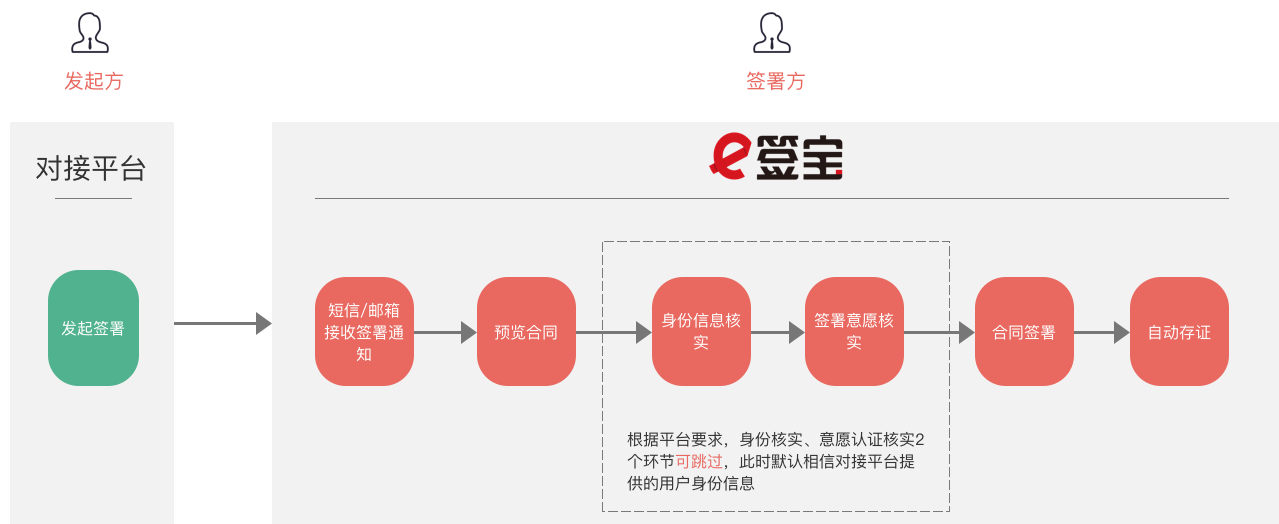 发起方
签署方
对接平台
e签宝
发起签署
短信/邮箱
接收签署通
知
预览合同
身份信息核
实
签署意愿核
实
合同签署
自动存证
根据平台要求，身份核实、意愿认证核实2
个环节可跳过，此时默认相信对接平台提
供的用户身份信息